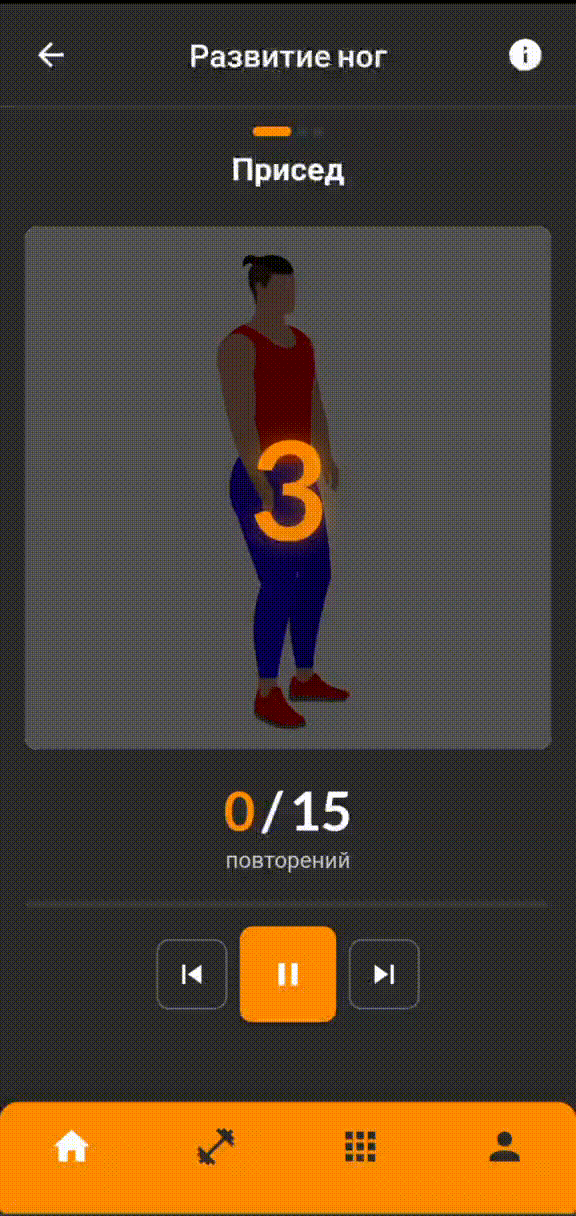 Развитие ног
Присед
3
0/15
повторений